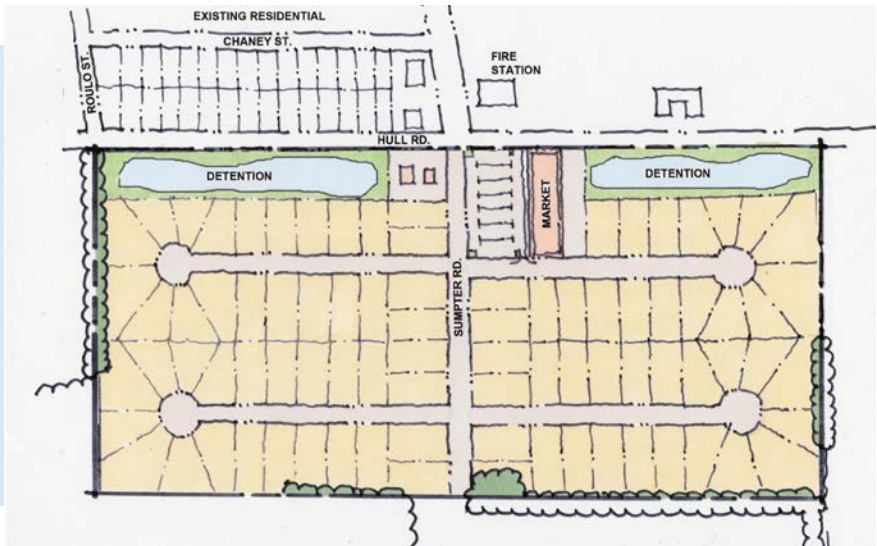 EXISTING RESIDENTIAL
CHANEY ST.
ROULO ST.
FIRE
STATION
HULL RD.
DETENTION
MARKET
DETENTION
SUMPTER RD.